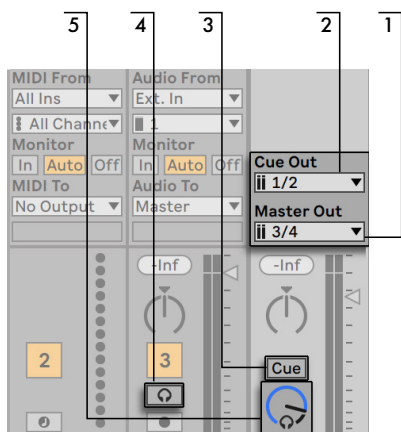 5 4 3 2 1
MIDI From Audio From
All Ins Ext. In
All Channe 1
Monitor Monitor
In Auto Off In Auto Off
Cue Out
1/2
MIDI To Audio To
No Output Master
Master Out
3/4
-Inf -Inf
2 3 Cue